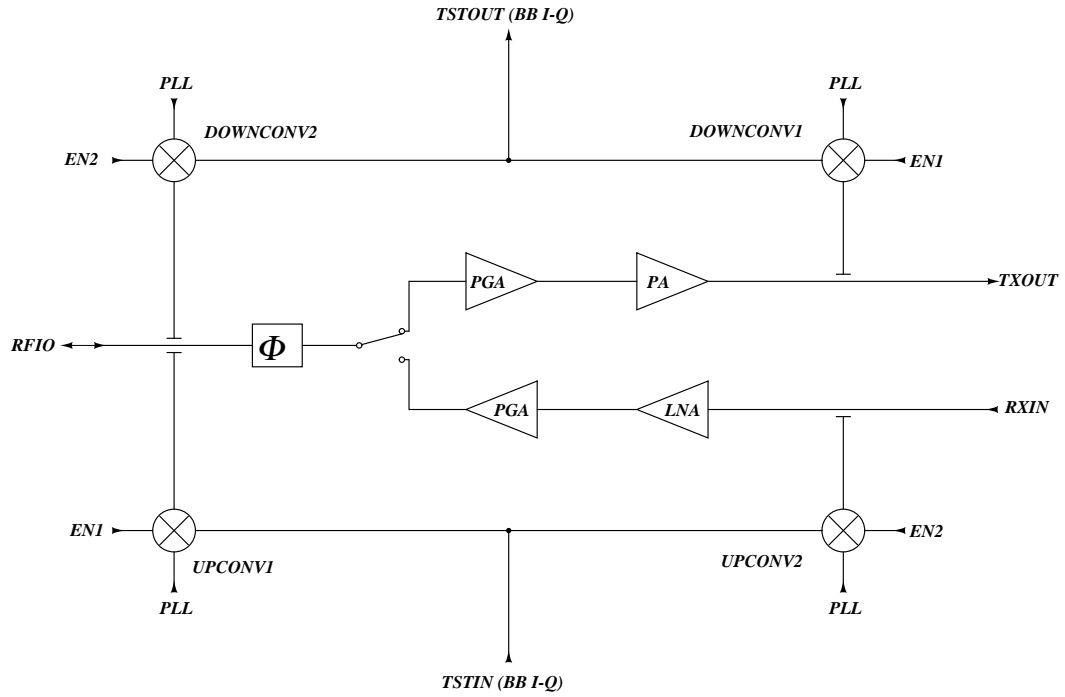 TSTOUT (BB I-Q)
PLL
PLL
DOWNCONV2
DOWNCONV1
EN2
EN1
PGA
PA
TXOUT
RFIO
Φ
PGA
LNA
RXIN
EN1
EN2
UPCONV1
UPCONV2
PLL
PLL
TSTIN (BB I-Q)